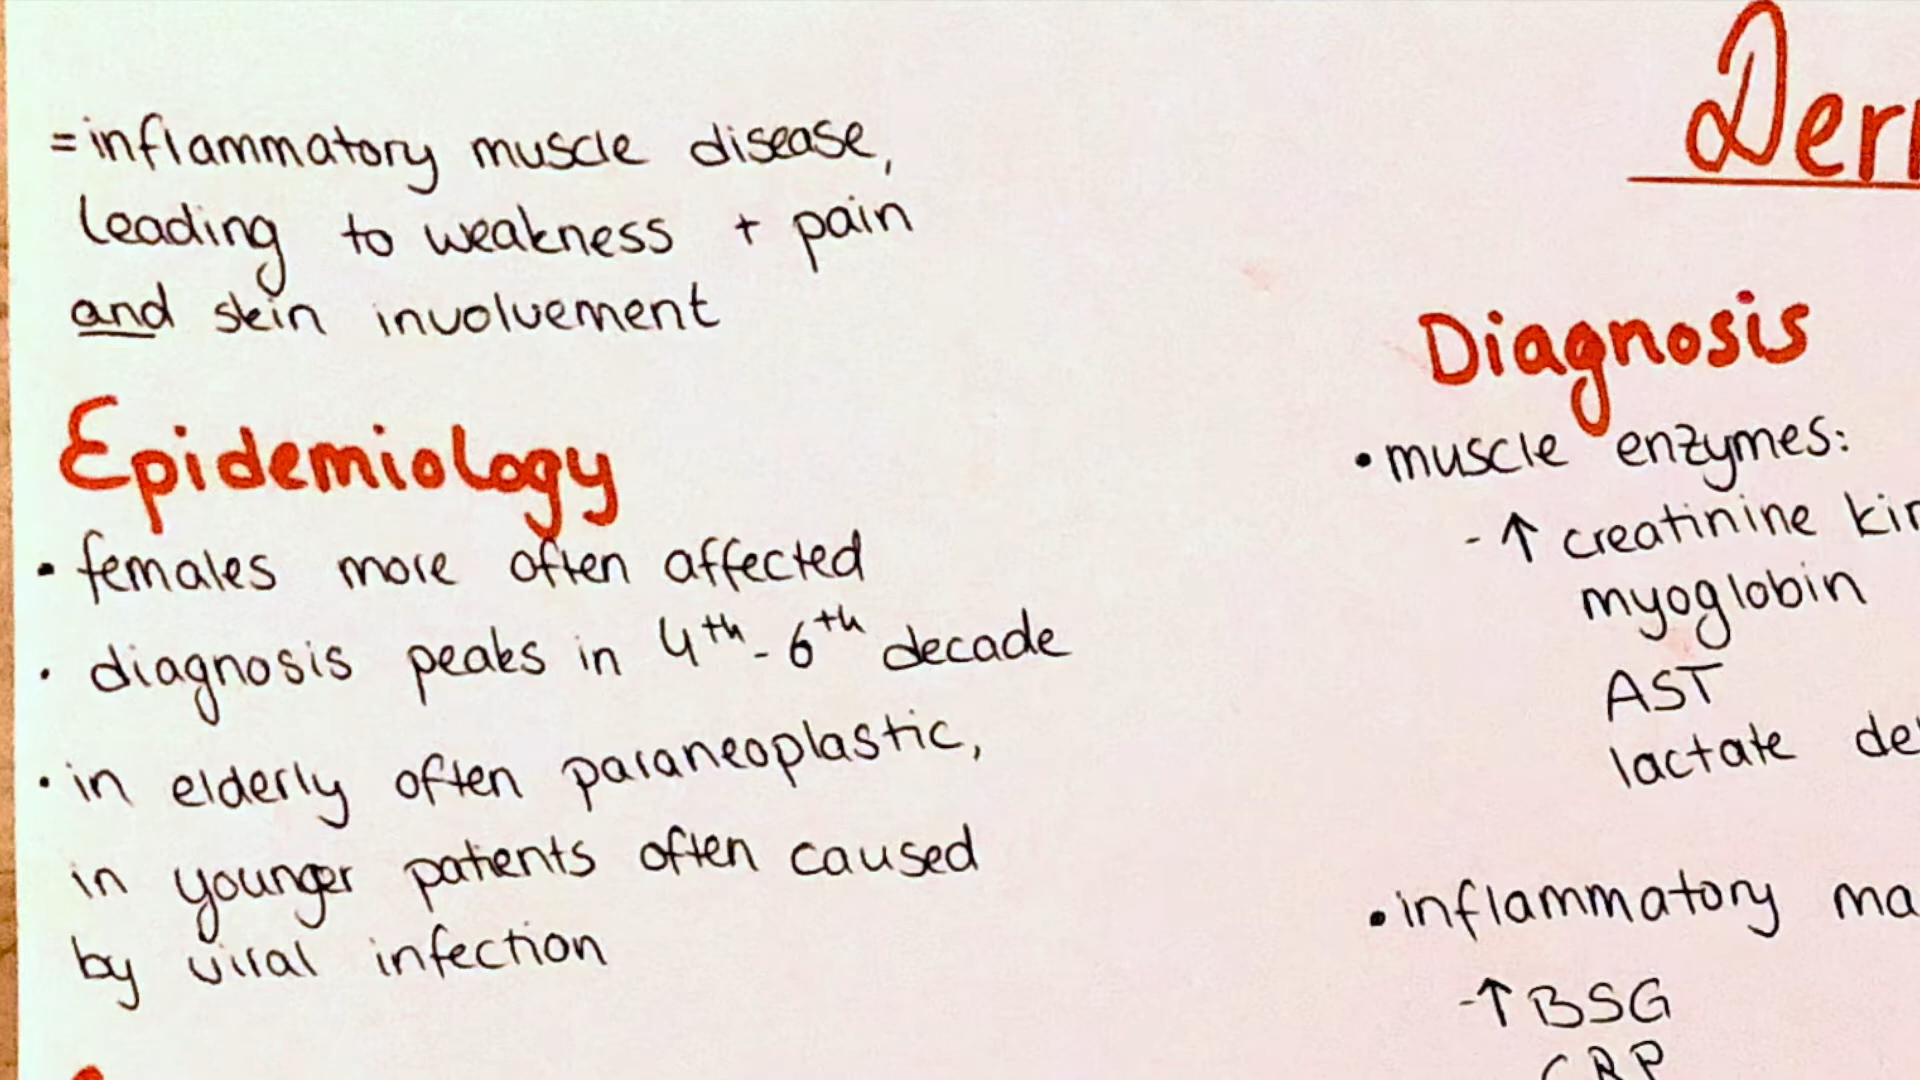 Der
= inflammatory muscle disease,
leading to weakness + pain
and skin involvement
Epidemiology
• females more often affected
• diagnosis peaks in 4th - 6th decade
• in elderly often paraneoplastic,
in younger patients often caused
by viral infection
Diagnosis
• muscle enzymes:
- ↑ creatinine kin
myoglobin
AST
lactate de
• inflammatory ma
- ↑ BSG
CRP